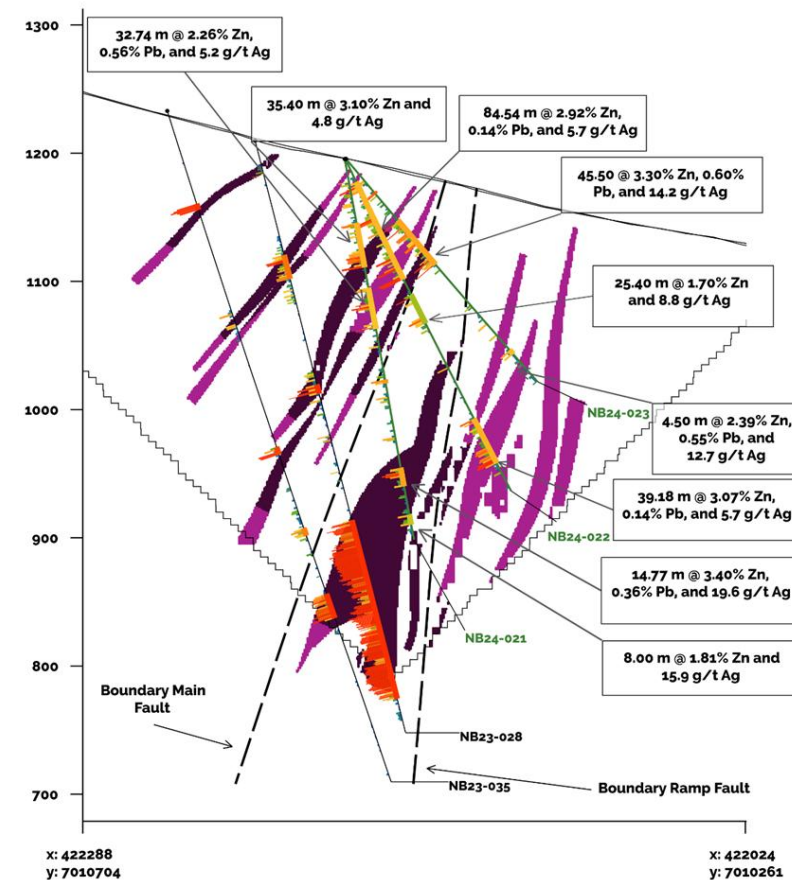 1300
32.74 m @ 2.26% Zn,
0.56% Pb, and 5.2 g/t Ag
35.40 m @ 3.10% Zn and
4.8 g/t Ag
84.54 m @ 2.92% Zn,
0.14% Pb, and 5.7 g/t Ag
1200
45.50 @ 3.30% Zn, 0.60%
Pb, and 14.2 g/t Ag
1100
25.40 m @ 1.70% Zn
and 8.8 g/t Ag
1000
NB24-023
4.50 m @ 2.39% Zn,
0.55% Pb, and
12.7 g/t Ag
39.18 m @ 3.07% Zn,
0.14% Pb, and 5.7 g/t Ag
900
NB24-022
14.77 m @ 3.40% Zn,
0.36% Pb, and 19.6 g/t Ag
NB24-021
8.00 m @ 1.81% Zn and
15.9 g/t Ag
800
Boundary Main
Fault
NB23-028
NB23-035
Boundary Ramp Fault
700
x: 422288
y: 7010704
x: 422024
y: 7010261